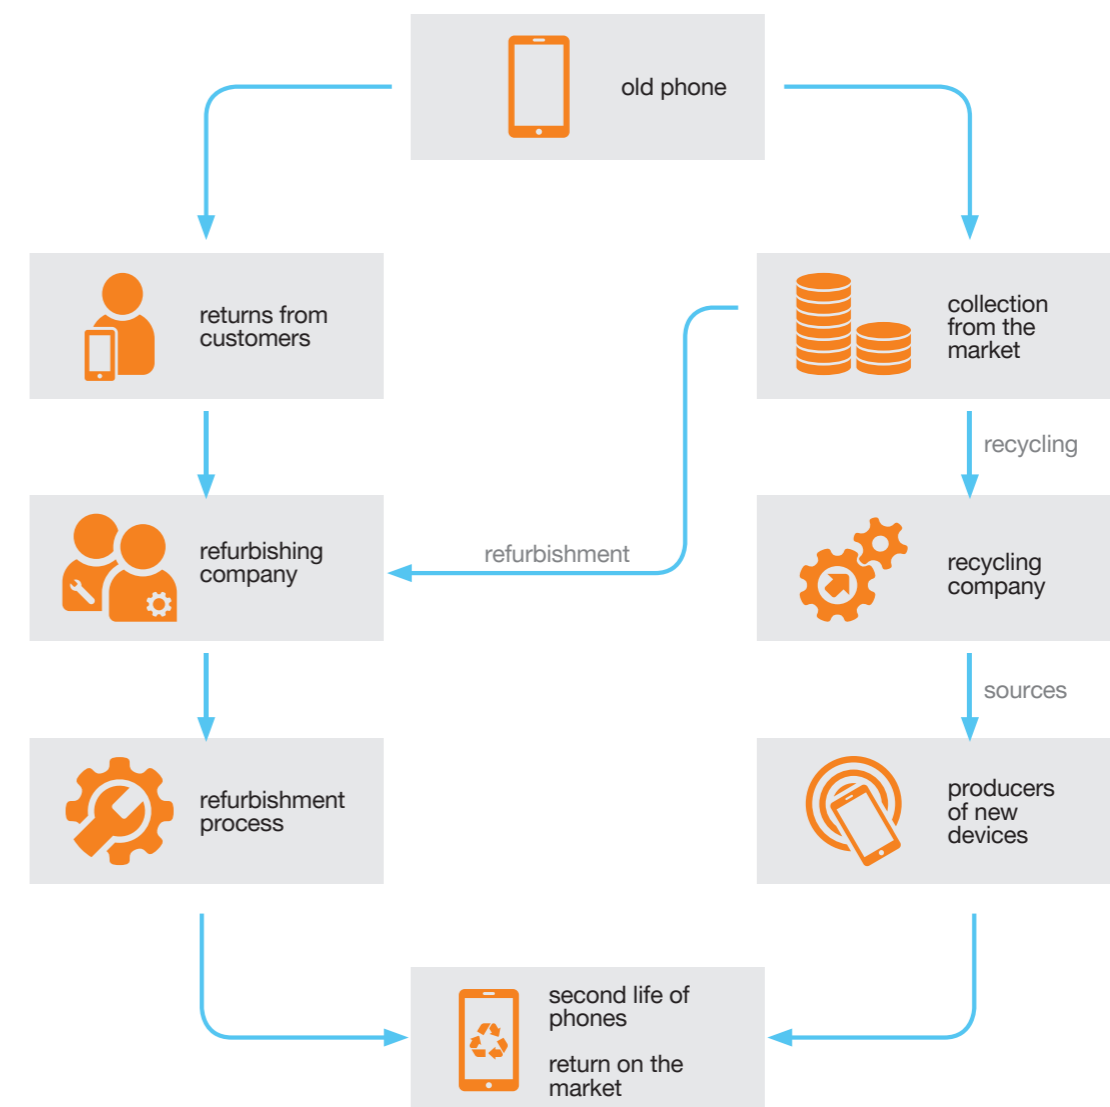 old phone
returns from
customers
collection
from the
market
recycling
refurbishing
company
refurbishment
recycling
company
sources
refurbishment
process
producers
of new
devices
second life of
phones
return on the
market